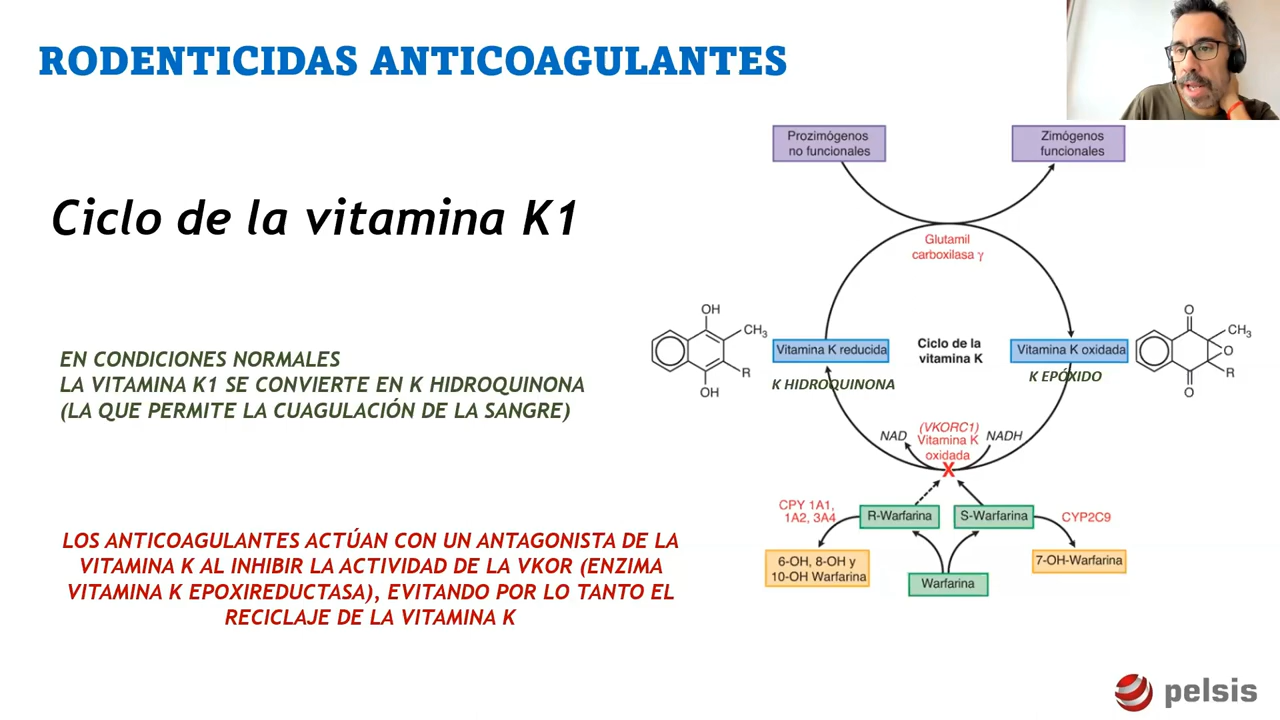 RODENTICIDAS ANTICOAGULANTES
Ciclo de la vitamina K1
EN CONDICIONES NORMALES
LA VITAMINA K1 SE CONVIERTE EN K HIDROQUINONA
(LA QUE PERMITE LA CUAGULACIÓN DE LA SANGRE)
LOS ANTICOAGULANTES ACTÚAN CON UN ANTAGONISTA DE LA
VITAMINA K AL INHIBIR LA ACTIVIDAD DE LA VKOR (ENZIMA
VITAMINA K EPOXIREDUCTASA), EVITANDO POR LO TANTO EL
RECICLAJE DE LA VITAMINA K
Prozimógenos
no funcionales
Zimógenos
funcionales
Glutamil
carboxilasa γ
OH
CH3
R
OH
Vitamina K reducida
K HIDROQUINONA
Ciclo de la
vitamina K
Vitamina K oxidada
K EPÓXIDO
O
CH3
O
R
O
NAD
(VKORC1)
Vitamina K
oxidada
NADH
X
CPY 1A1,
1A2, 3A4
R-Warfarina
S-Warfarina
CYP2C9
6-OH, 8-OH y
10-OH Warfarina
Warfarina
7-OH-Warfarina
pelsis